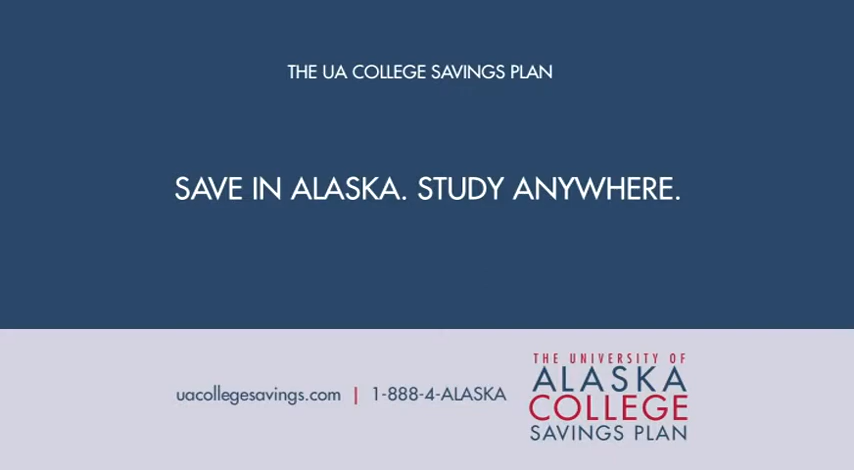 THE UA COLLEGE SAVINGS PLAN
SAVE IN ALASKA. STUDY ANYWHERE.
uacollegesavings.com | 1-888-4-ALASKA
THE UNIVERSITY OF
ALASKA
COLLEGE
SAVINGS PLAN